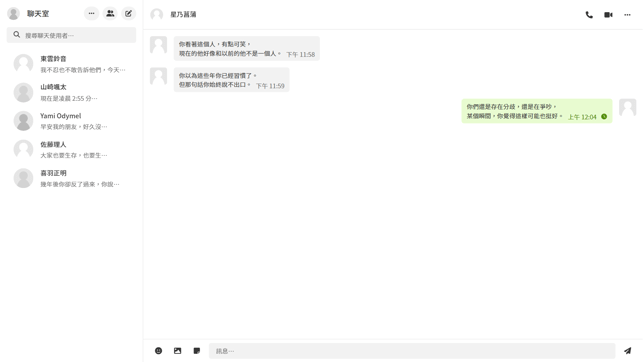 聊天室
搜尋聊天使用者⋯
東雲鈴音
我不忍也不敢告訴他們，今天⋯
山崎颯太
現在是凌晨 2:55 分⋯
Yami Odymel
早安我的朋友，好久沒⋯
佐藤理人
大家也要生存，也要生⋯
喜羽正明
幾年後你卻反了過來，你說⋯
星乃菖蒲
你看著這個人，有點可笑，
現在的他好像和以前的他不是一個人。 下午 11:58
你以為這些年你已經習慣了，
但那句話你始終說不出口。 下午 11:59
你們還是存在分歧，還是在爭吵，
某個瞬間，你覺得這樣可能也挺好。 上午 12:04
訊息⋯